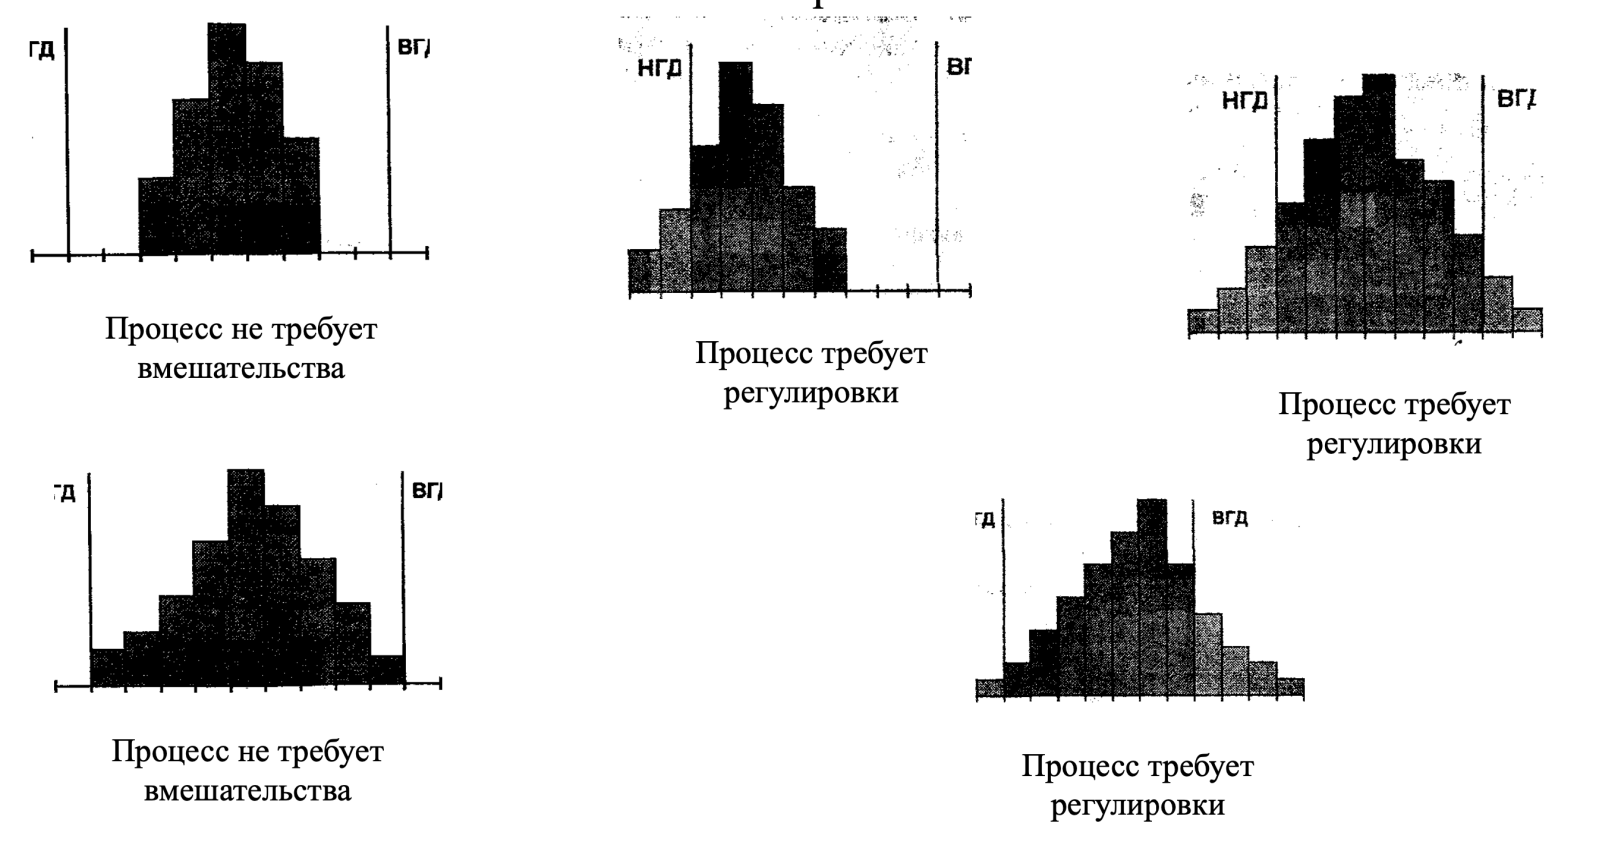 ГД
ВГД
Процесс не требует
вмешательства
НГД
ВГ
Процесс требует
регулировки
НГД
ВГД
Процесс требует
регулировки
ГД
ВГД
Процесс не требует
вмешательства
ГД
ВГД
Процесс требует
регулировки